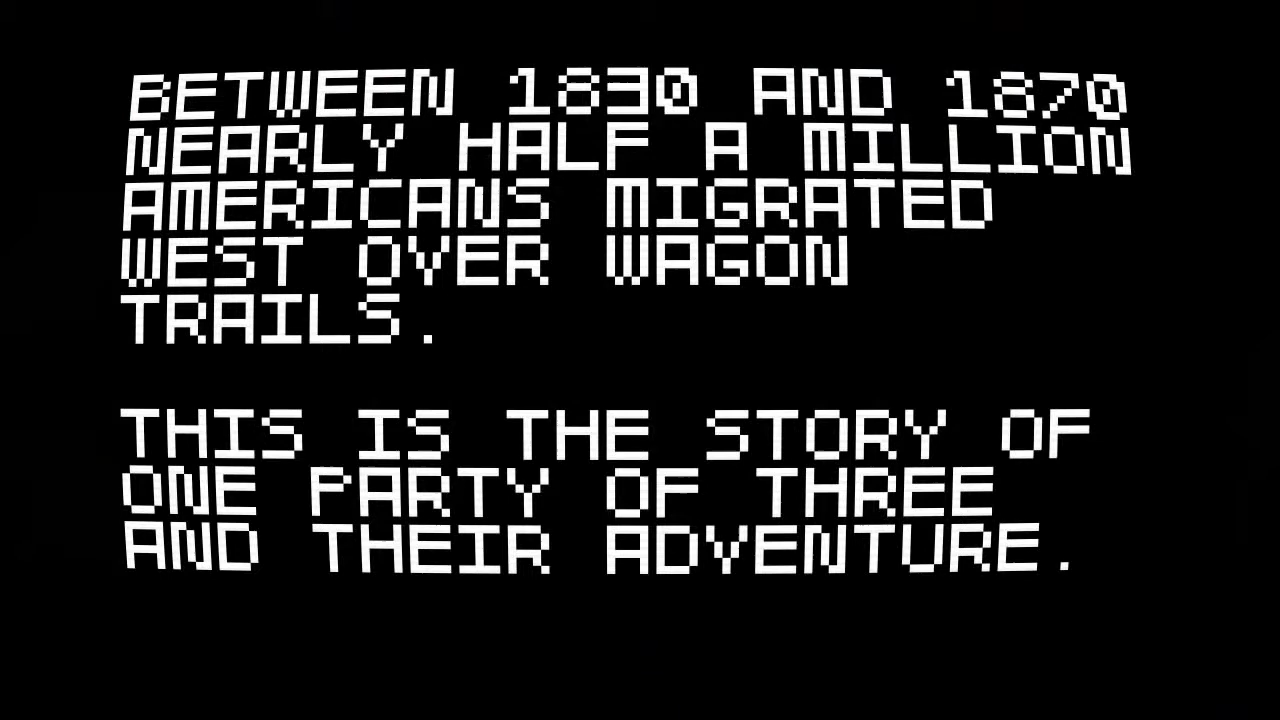 BETWEEN 1830 AND 1870
NEARLY HALF A MILLION
AMERICANS MIGRATED
WEST OVER WAGON
TRAILS.
THIS IS THE STORY OF
ONE PARTY OF THREE
AND THEIR ADVENTURE.